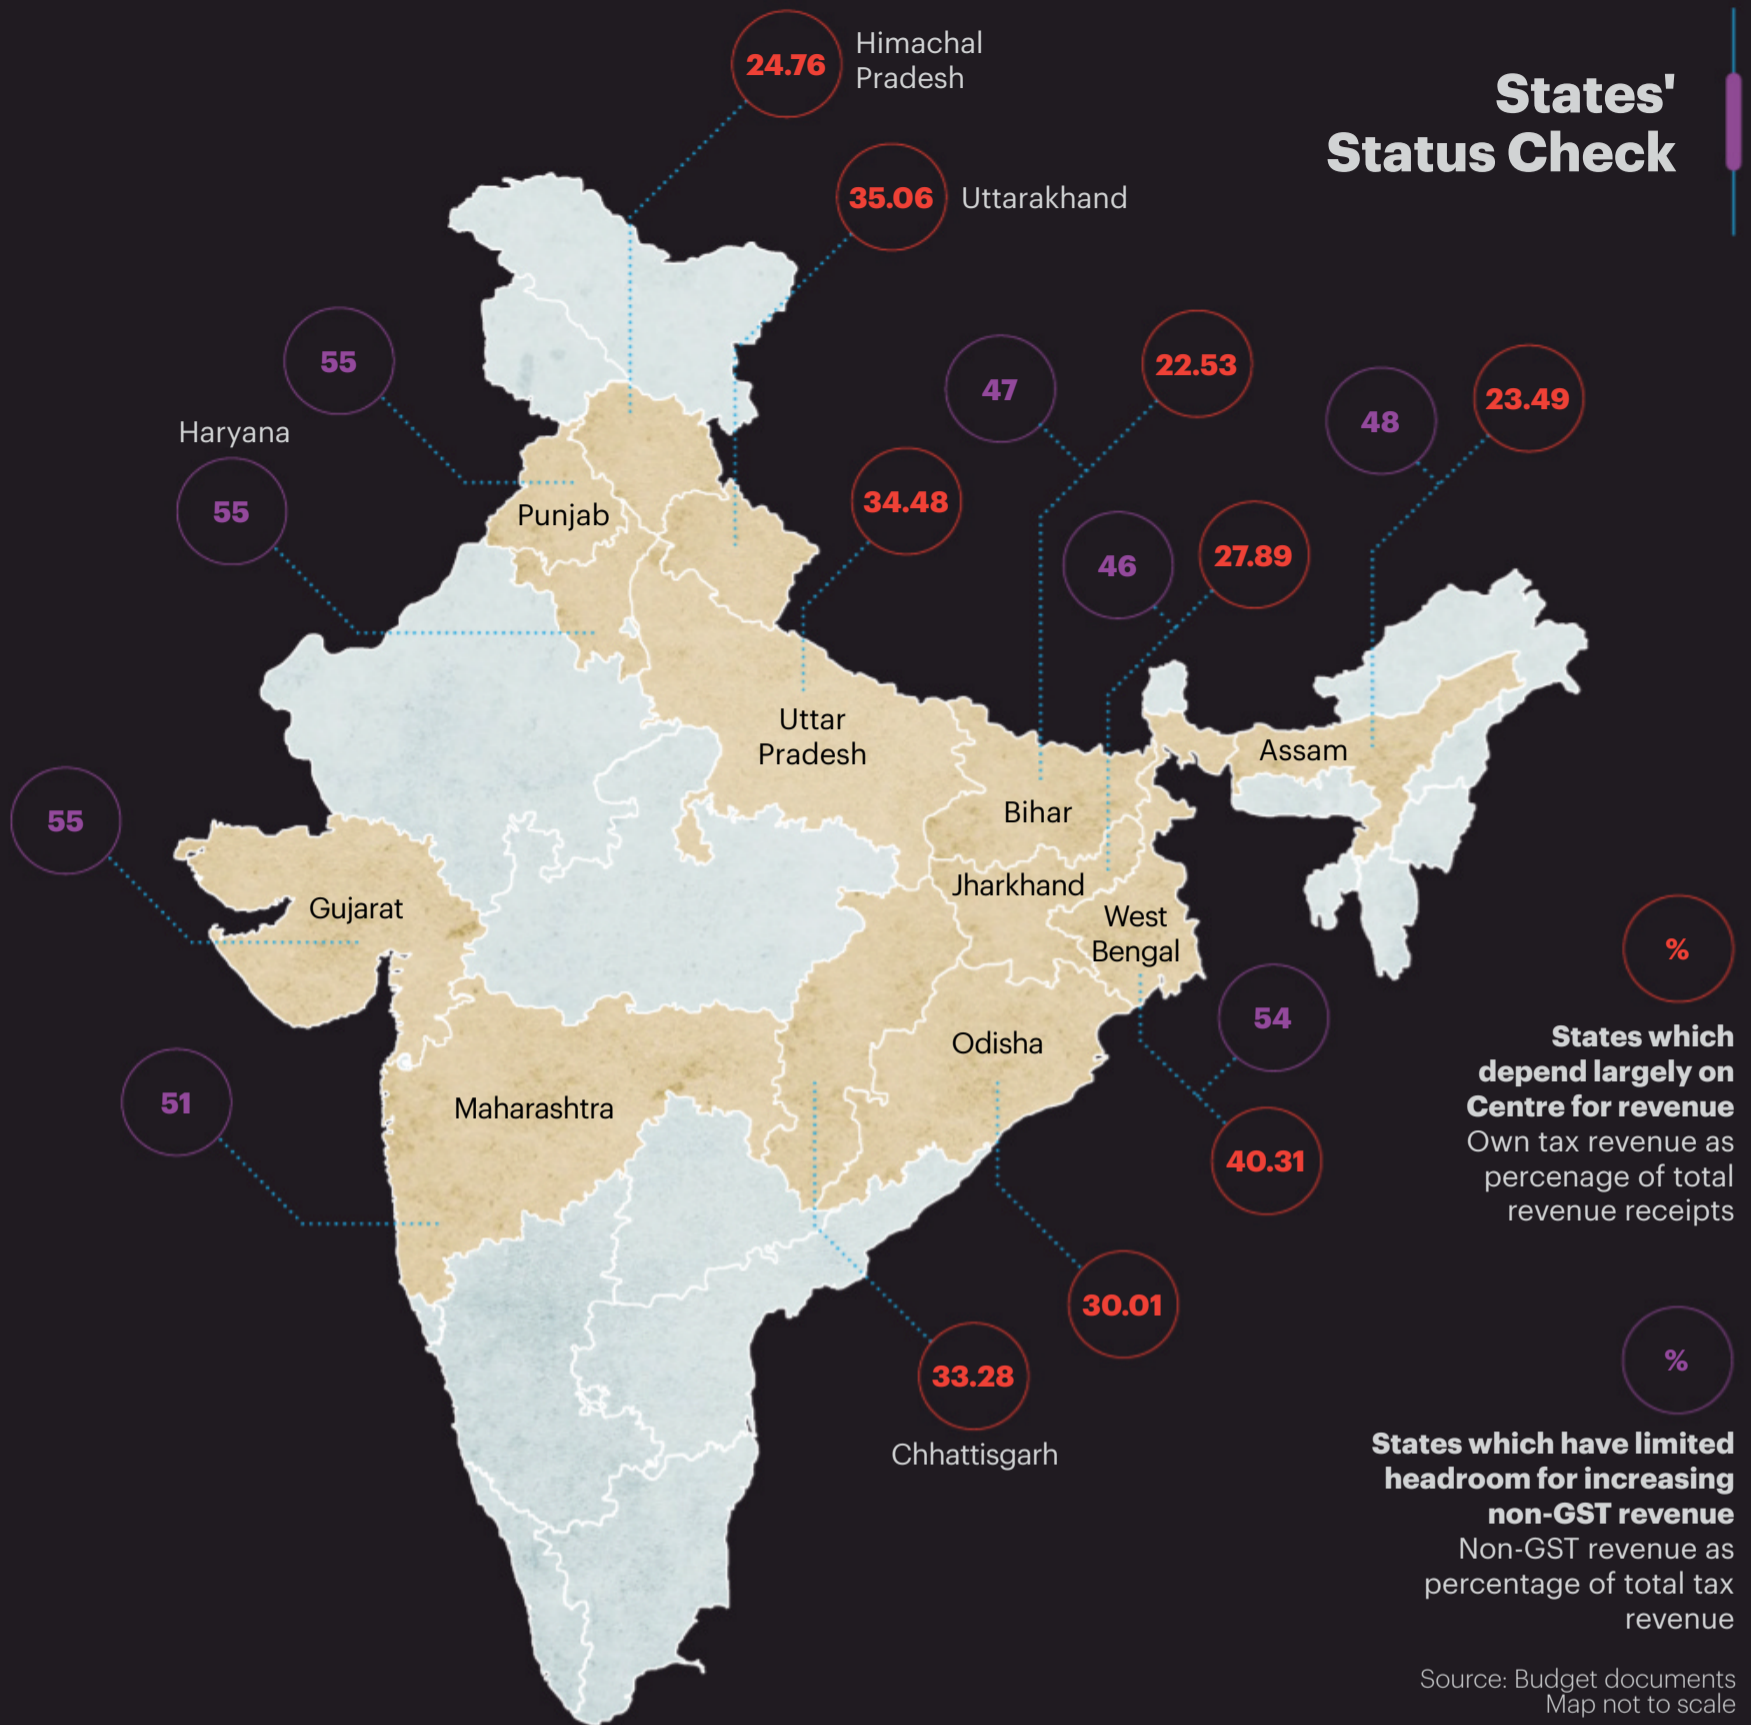 States'
Status Check
24.76
Himachal
Pradesh
35.06
Uttarakhand
55
Haryana
55
47
22.53
48
23.49
34.48
46
27.89
Punjab
Uttar
Pradesh
Assam
Bihar
55
Gujarat
Jharkhand
West
Bengal
54
Odisha
51
Maharashtra
40.31
30.01
33.28
Chhattisgarh
%
States which
depend largely on
Centre for revenue
Own tax revenue as
percenage of total
revenue receipts
%
States which have limited
headroom for increasing
non-GST revenue
Non-GST revenue as
percentage of total tax
revenue
Source: Budget documents
Map not to scale